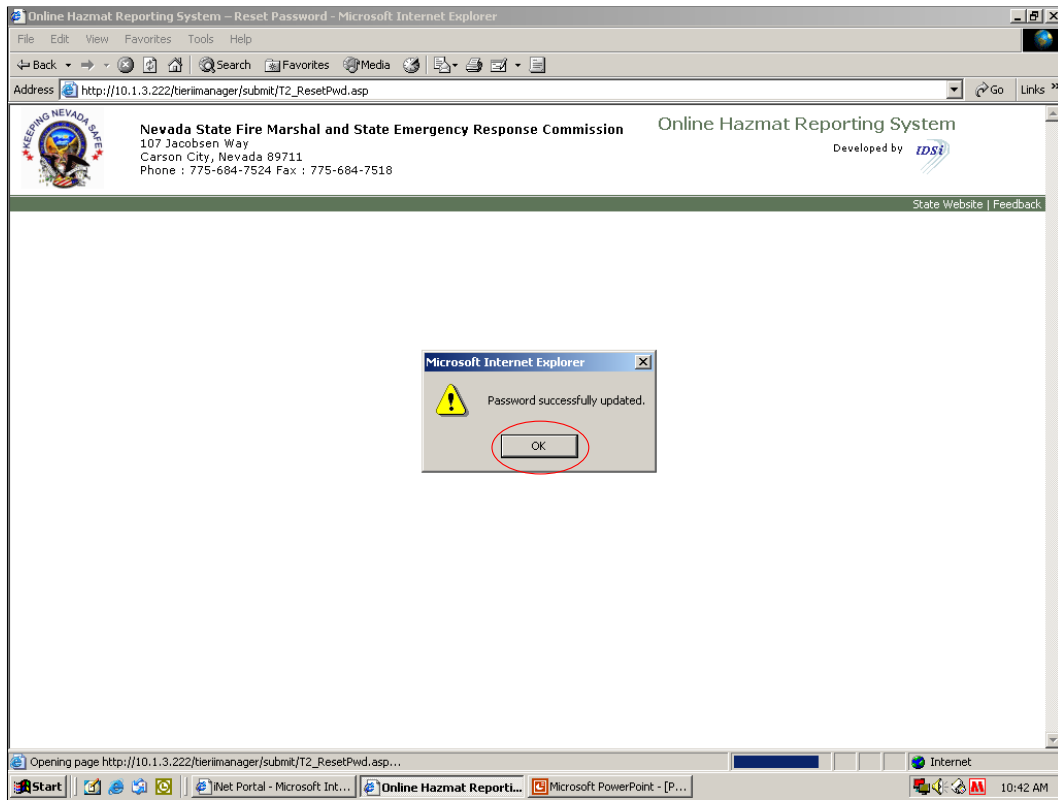 Online Hazmat Reporting System – Reset Password - Microsoft Internet Explorer
File Edit View Favorites Tools Help
Back Search Favorites Media
Address http://10.1.3.222/tieriimanager/submit/T2_ResetPwd.asp Go Links »
KEEPING NEVADA SAFE
Nevada State Fire Marshal and State Emergency Response Commission
107 Jacobsen Way
Carson City, Nevada 89711
Phone : 775-684-7524 Fax : 775-684-7518
Online Hazmat Reporting System
Developed by IDSi
State Website | Feedback
Microsoft Internet Explorer
Password successfully updated.
OK
Opening page http://10.1.3.222/tieriimanager/submit/T2_ResetPwd.asp... Internet
Start iNet Portal - Microsoft Int... Online Hazmat Reporti... Microsoft PowerPoint - [P... 10:42 AM